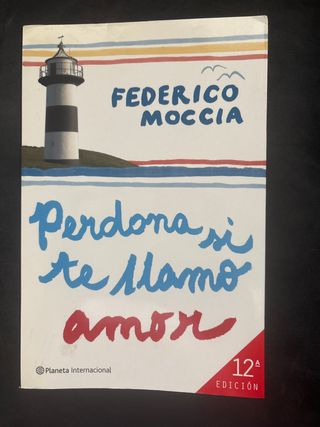 FEDERICO
MOCCIA
Perdona si
te llamo
amor
Planeta Internacional
12ª
EDICIÓN